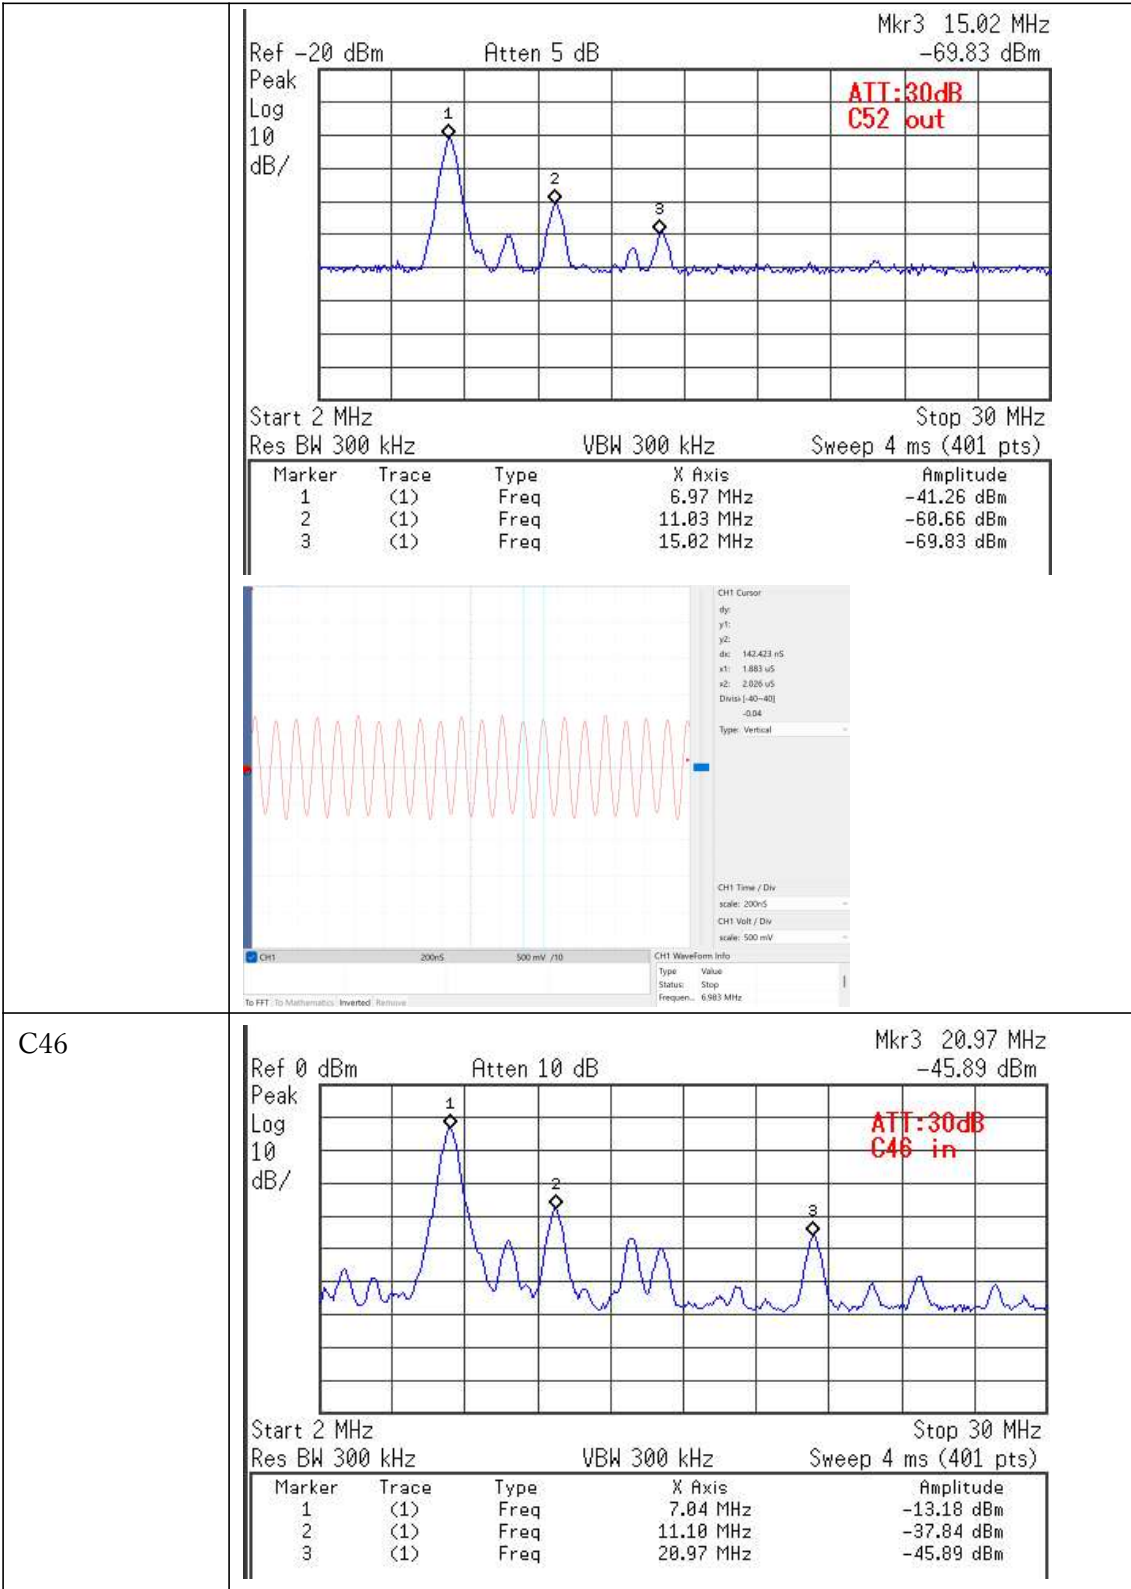 Mkr3 15.02 MHz
Ref -20 dBm Atten 5 dB -69.83 dBm
Peak
Log
10
dB/
ATT:30dB
C52 out
1
2
3
Start 2 MHz Stop 30 MHz
Res BW 300 kHz VBW 300 kHz Sweep 4 ms (401 pts)
Marker Trace Type X Axis Amplitude
1 (1) Freq 6.97 MHz -41.26 dBm
2 (1) Freq 11.03 MHz -60.66 dBm
3 (1) Freq 15.02 MHz -69.83 dBm
CH1 Cursor
dy:
y1:
y2:
dx: 142.423 nS
x1: 1.883 uS
x2: 2.026 uS
[-40~40]
-0.04
Type: Vertical
CH1 Time / Div
scale: 200nS
CH1 Volt / Div
scale: 500 mV
CH1 200nS 500 mV /10
CH1 WaveForm Info
Type Value
Status: Stop
Frequen... 6.983 MHz
To FFT To Mathematics Inverted Remove
C46
Mkr3 20.97 MHz
Ref 0 dBm Atten 10 dB -45.89 dBm
Peak
Log
10
dB/
ATT:30dB
C46 in
1
2
3
Start 2 MHz Stop 30 MHz
Res BW 300 kHz VBW 300 kHz Sweep 4 ms (401 pts)
Marker Trace Type X Axis Amplitude
1 (1) Freq 7.04 MHz -13.18 dBm
2 (1) Freq 11.10 MHz -37.84 dBm
3 (1) Freq 20.97 MHz -45.89 dBm